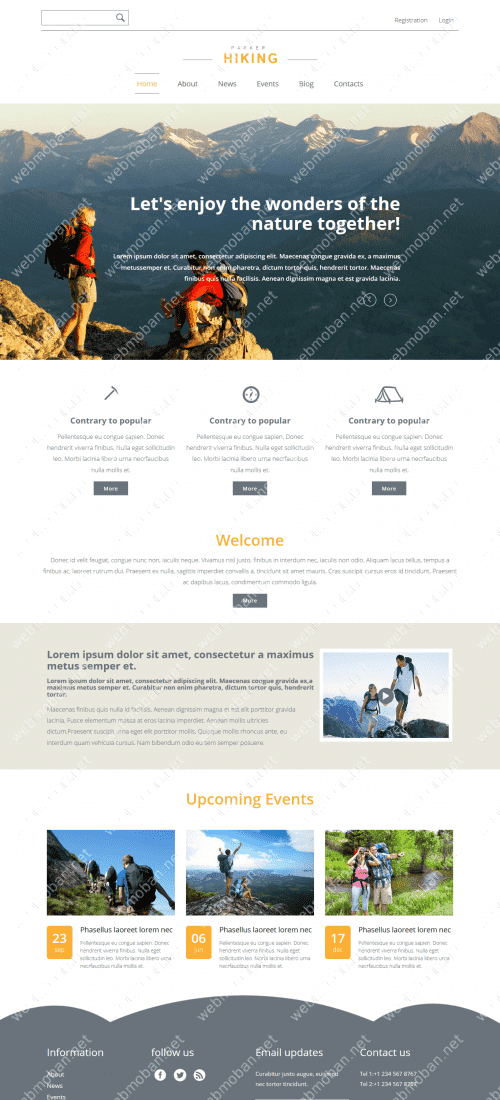 Registration Login
PARKER
HIKING
Home About News Events Blog Contacts
Let's enjoy the wonders of the
nature together!
Lorem ipsum dolor sit amet, consectetur adipiscing elit. Maecenas congue gravida ex, a maximus
metussemper et. Curabitur non enim pharetra, dictum tortor quis, hendrerit tortor. Maecenas
finibus quis nulla facilisis. Aenean dignissim magna et est gravida lacinia.
Contrary to popular
Pellentesque eu congue sapien. Donec
hendrerit viverra finibus. Nulla eget sollicitudin
leo. Morbi lacinia libero urna necrfaucibus
nulla mollis et.
More
Contrary to popular
Pellentesque eu congue sapien. Donec
hendrerit viverra finibus. Nulla eget sollicitudin
leo. Morbi lacinia libero urna necrfaucibus
nulla mollis et.
More
Contrary to popular
Pellentesque eu congue sapien. Donec
hendrerit viverra finibus. Nulla eget sollicitudin
leo. Morbi lacinia libero urna necrfaucibus
nulla mollis et.
More
Welcome
Donec id velit feugiat, congue nunc non, iaculis neque. Vivamus nisl justo, finibus in interdum nec, iaculis non odio. Aliquam lacus tellus, tempus a
finibus ac, laoreet rutrum dui. Praesent ex nulla, sagittis imperdiet convallis a, tincidunt sit amet mauris. Cras suscipit cursus eros id tincidunt. Praesent
ac dapibus lacus, condimentum commodo ligula.
More
Lorem ipsum dolor sit amet, consectetur a maximus
metus semper et.
Lorem ipsum dolor sit amet, consectetur adipiscing elit. Maecenas congue gravida ex,a
maximus metus semper et. Curabitur non enim pharetra, dictum tortor quis, hendrerit
tortor.
Maecenas finibus quis nulla id facilisis. Aenean dignissim magna et est elit porttitor gravida
lacinia. Fusce elementum massa at eros lacinia imperdiet. Aenean mollis ultricies
dictum.Praesent suscipit urna eget elit porttitor mollis. Quisque mollis rhoncus ante, eu
interdum quam vehicula cursus. Nam bibendum odio eu sem semper posuere.
Upcoming Events
23
sep
Phasellus laoreet lorem nec
Pellentesque eu congue sapien. Donec
hendrerit viverra finibus. Nulla eget
sollicitudin leo. Morbi lacinia libero urna
necrfaucibus nulla mollis et.
06
jun
Phasellus laoreet lorem nec
Pellentesque eu congue sapien. Donec
hendrerit viverra finibus. Nulla eget
sollicitudin leo. Morbi lacinia libero urna
necrfaucibus nulla mollis et.
17
dec
Phasellus laoreet lorem nec
Pellentesque eu congue sapien. Donec
hendrerit viverra finibus. Nulla eget
sollicitudin leo. Morbi lacinia libero urna
necrfaucibus nulla mollis et.
Information
About
News
Events
follow us
Email updates
Curabitur justo augue, euismod
nec tortor tincidunt.
Contact us
Tel 1:+1 234 567 8767
Tel 2:+1 234 567
webmoban.net